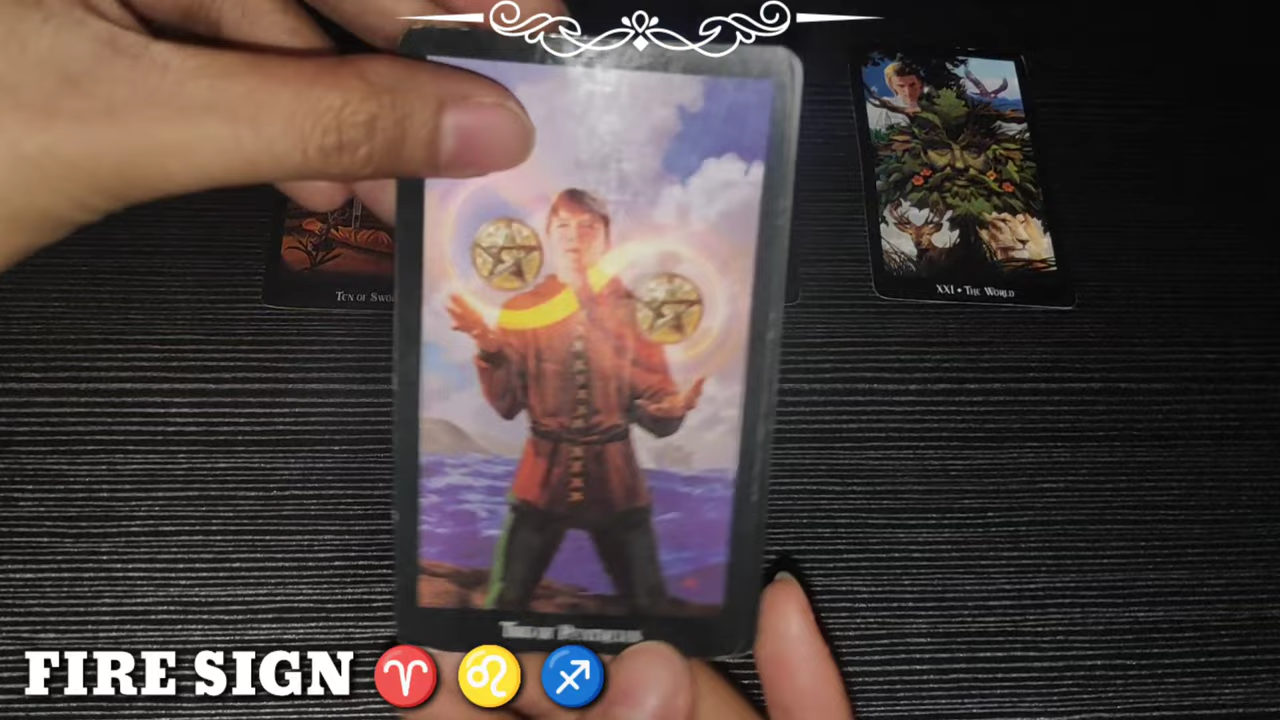 TEN OF SWO
XXI • THE WORLD
FIRE SIGN ♈ ♌ ♐